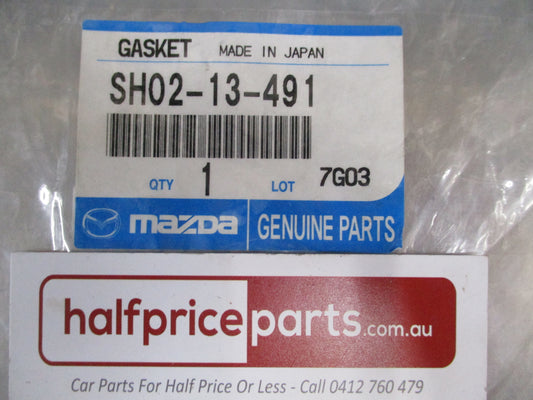 GASKET MADE IN JAPAN
SH02-13-491
QTY 1 LOT 7G03
mazda GENUINE PARTS
halfpriceparts.com.au
Car Parts For Half Price Or Less - Call 0412 760 479